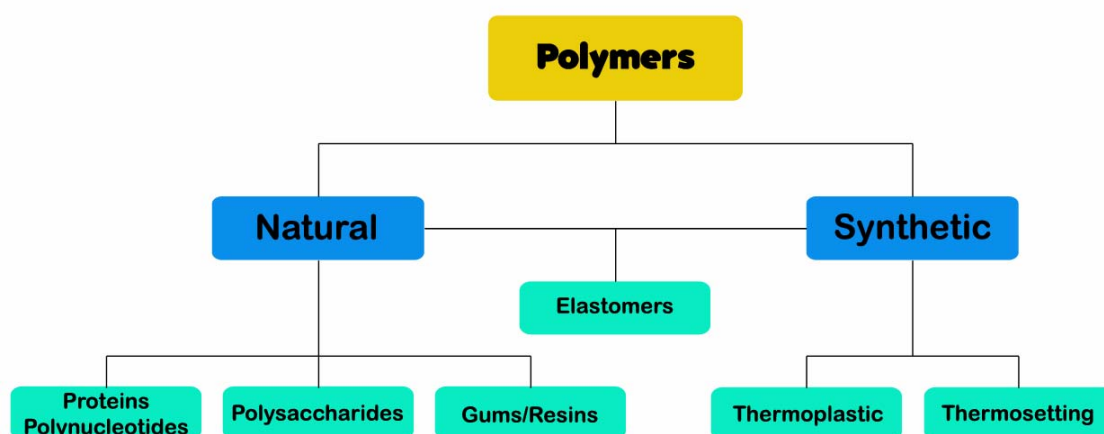 Polymers
Natural
Synthetic
Elastomers
Proteins
Polynucleotides
Polysaccharides
Gums/Resins
Thermoplastic
Thermosetting